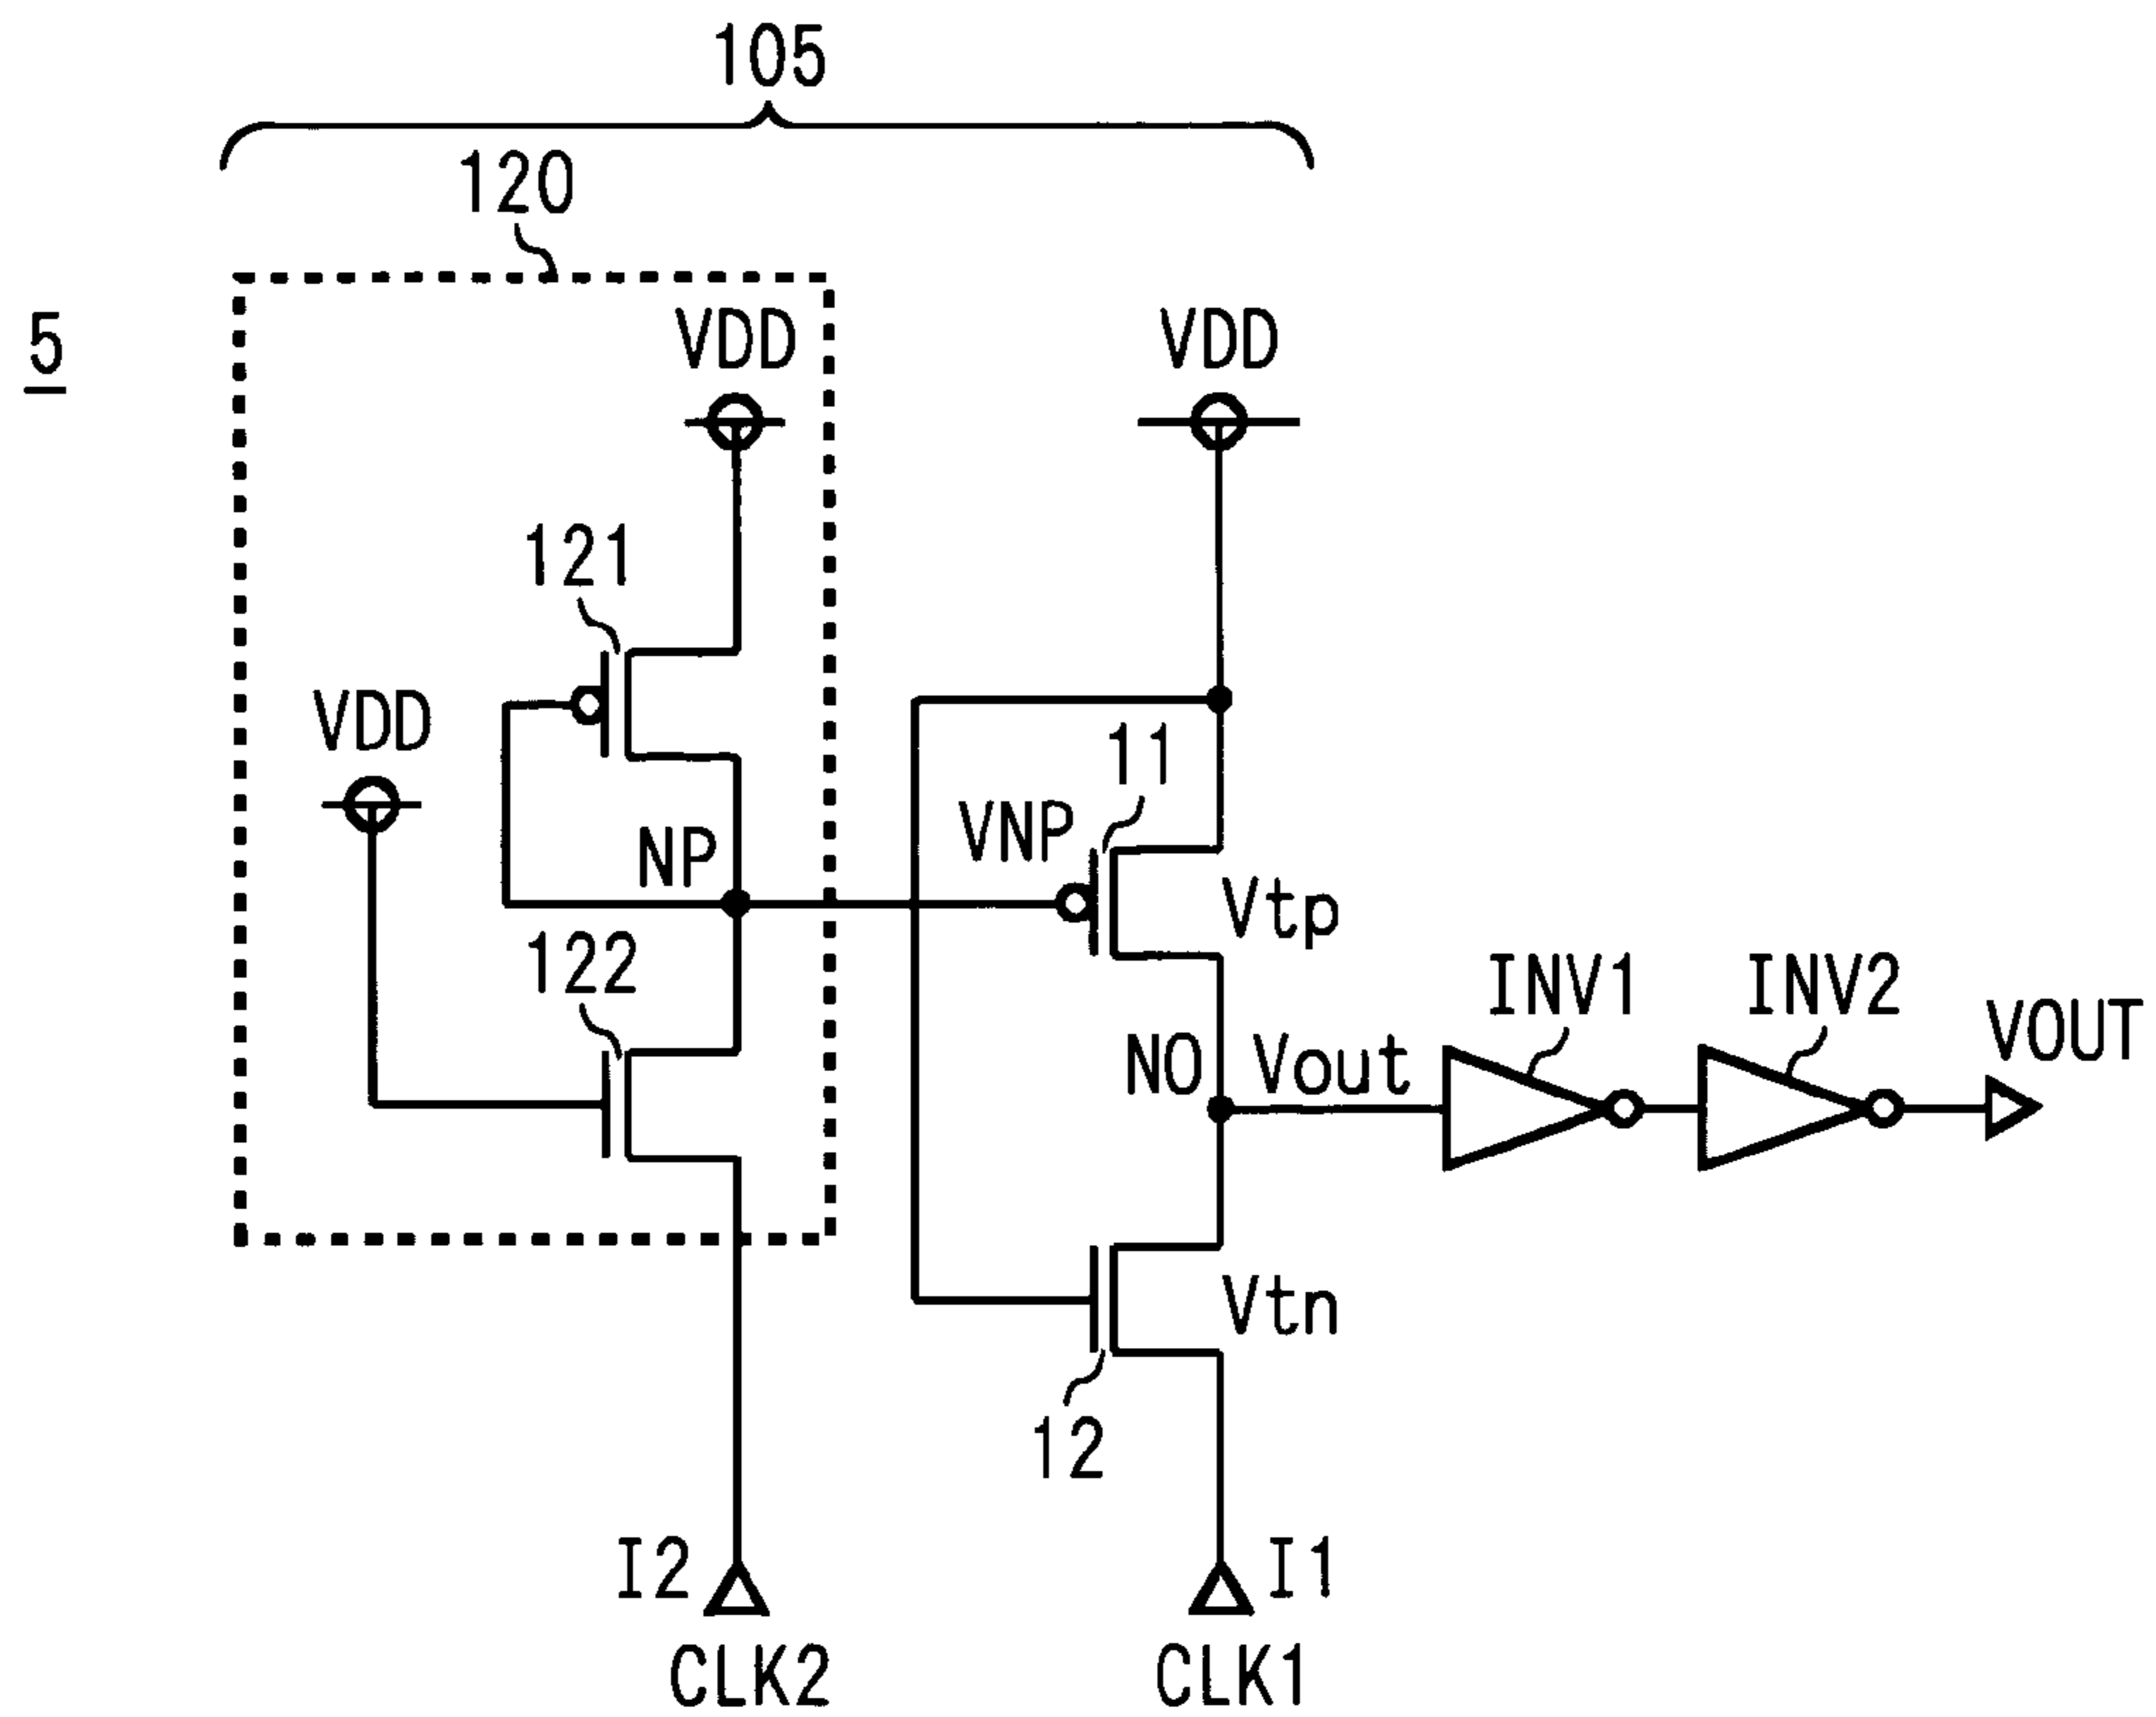 105
120
5
VDD
VDD
121
VDD
11
VNP
NP
Vtp
122
INV1
INV2
VOUT
NO
Vout
Vtn
12
I2
I1
CLK2
CLK1